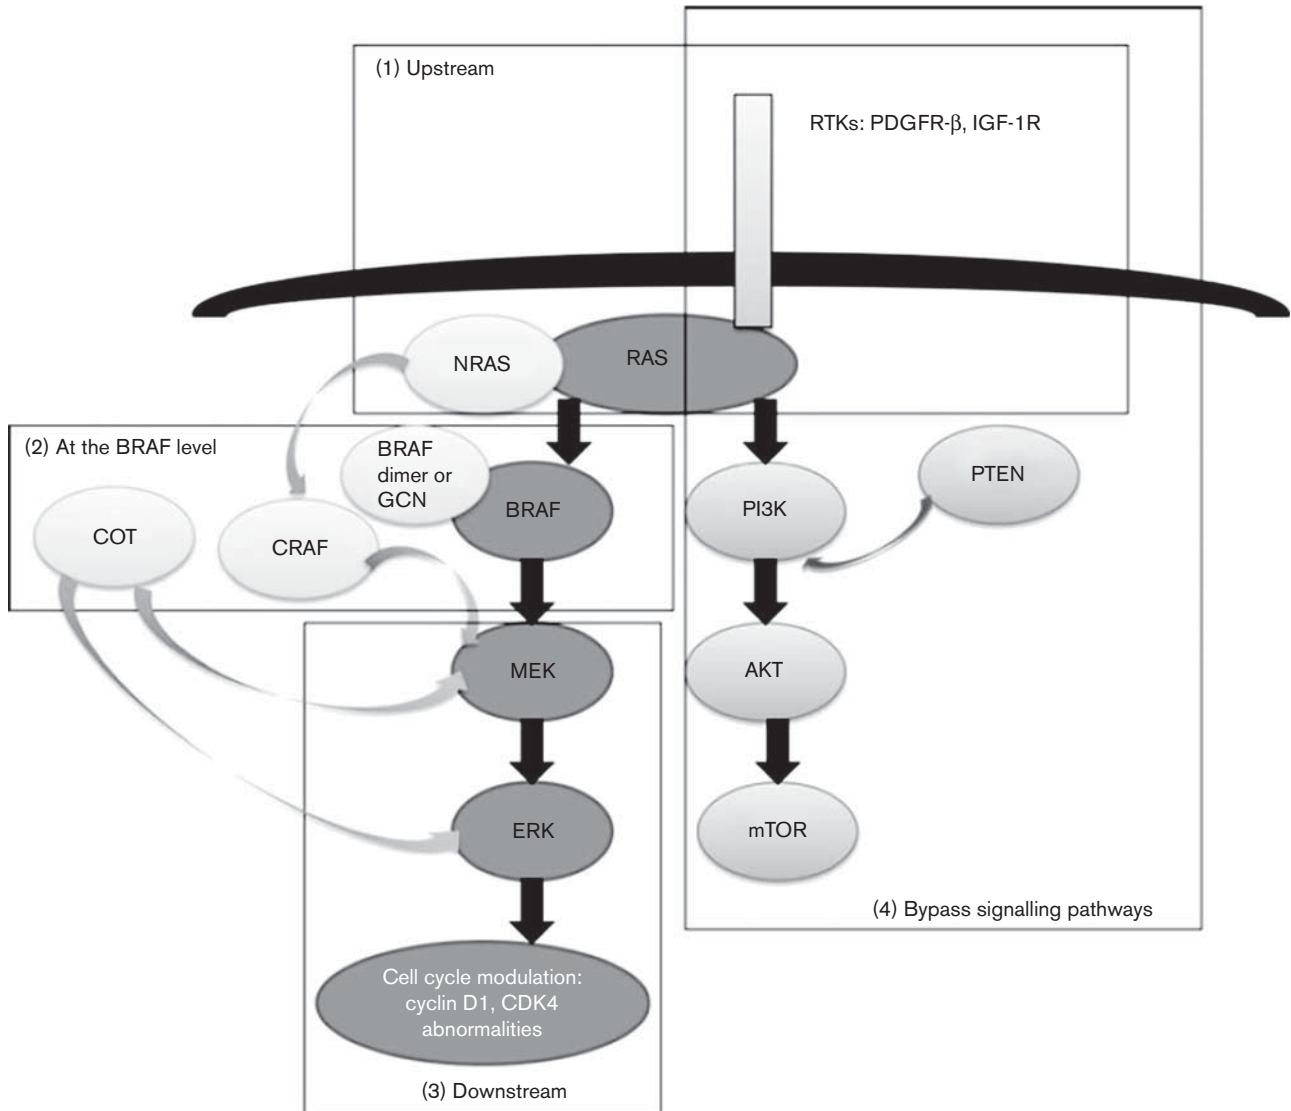 (1) Upstream
RTKs: PDGFR-β, IGF-1R
NRAS
RAS
(2) At the BRAF level
BRAF
dimer or
GCN
COT
CRAF
BRAF
PI3K
PTEN
MEK
AKT
ERK
mTOR
(4) Bypass signalling pathways
Cell cycle modulation:
cyclin D1, CDK4
abnormalities
(3) Downstream